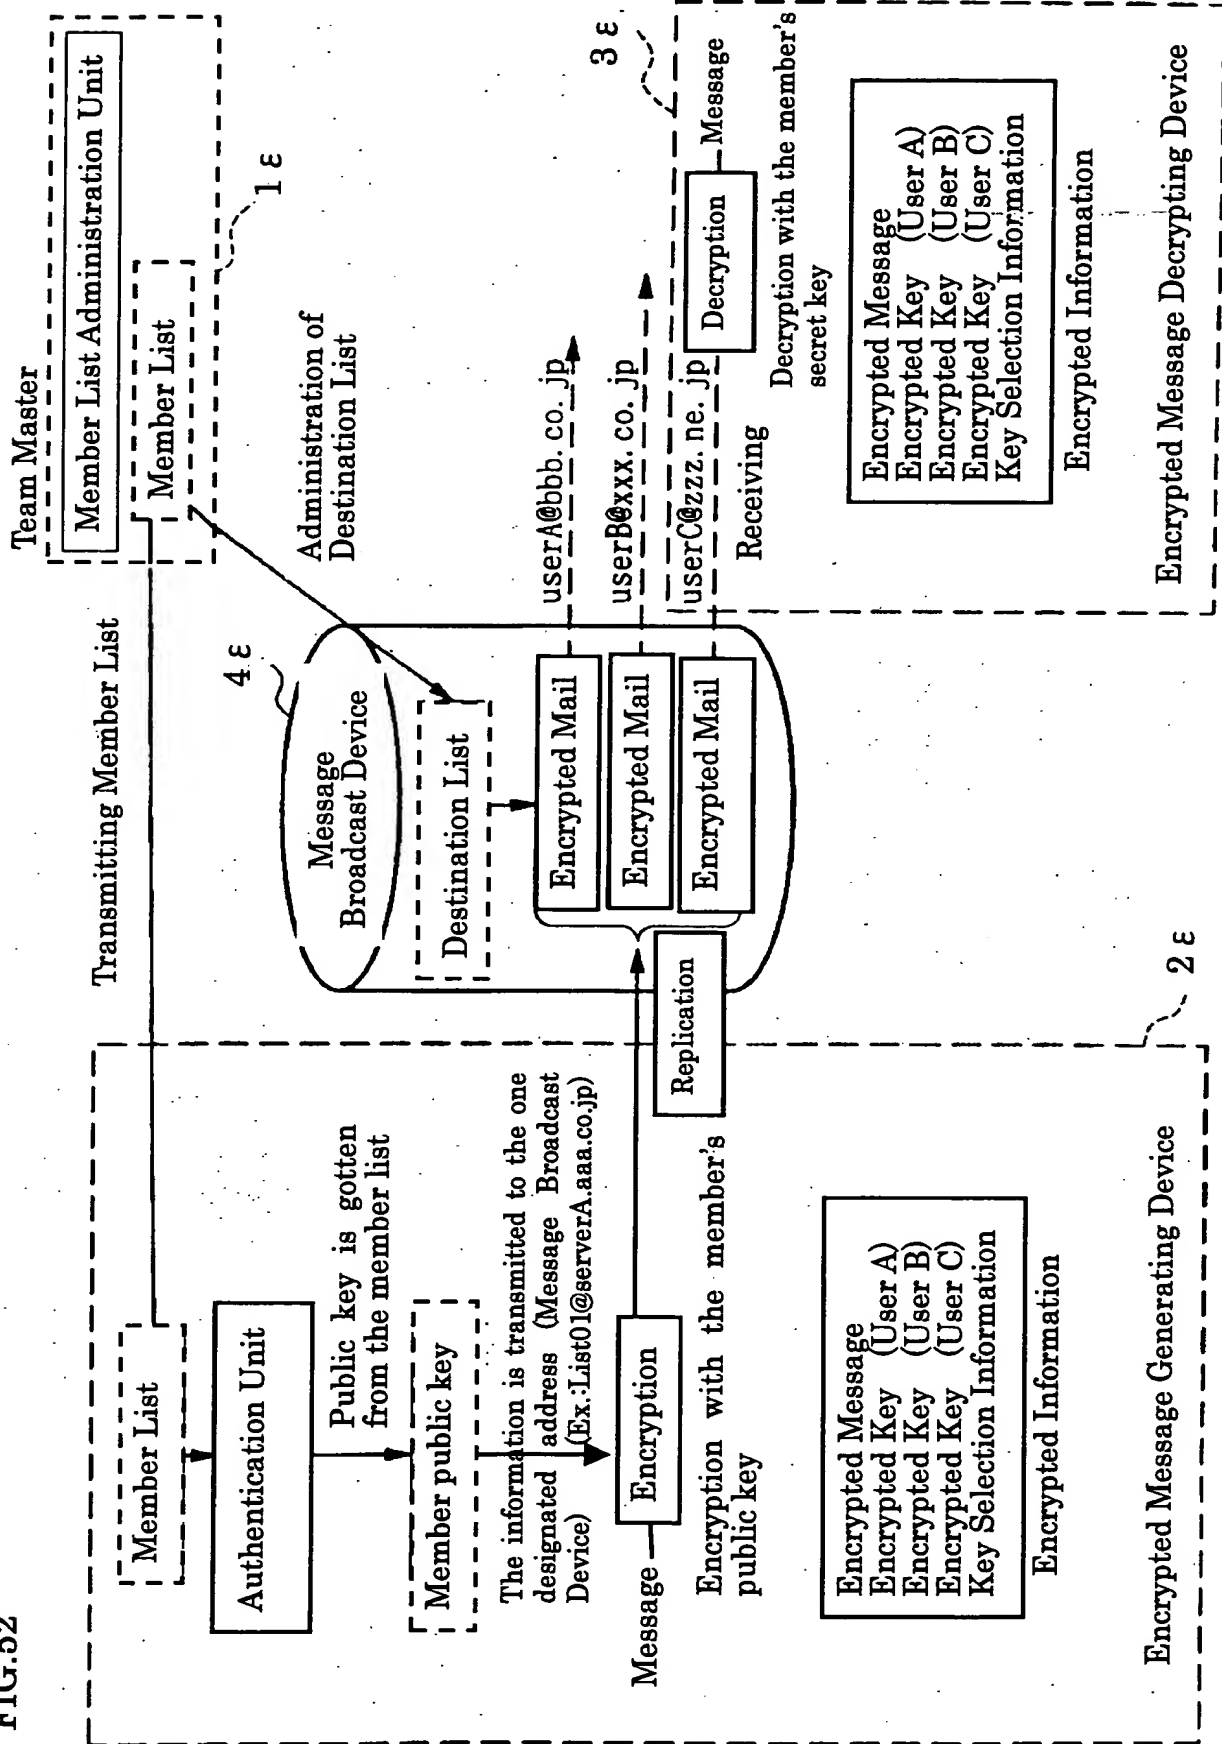 FIG.52
Team Master
Member List Administration Unit
Member List
1 ε
Transmitting Member List
Administration of
Destination List
4 ε
Message
Broadcast Device
Destination List
Encrypted Mail
Encrypted Mail
Encrypted Mail
Replication
userA@bbb.co.jp
userB@xxx.co.jp
userC@zzz.ne.jp
Receiving
3 ε
Decryption
Message
Decryption with the member's
secret key
Encrypted Message
Encrypted Key (User A)
Encrypted Key (User B)
Encrypted Key (User C)
Key Selection Information
Encrypted Information
Encrypted Message Decrypting Device
Member List
Authentication Unit
Public key is gotten
from the member list
Member public key
The information is transmitted to the one
designated address (Message Broadcast
Device) (Ex.:List01@serverA.aaa.co.jp)
Message
Encryption
Encryption with the member's
public key
Encrypted Message
Encrypted Key (User A)
Encrypted Key (User B)
Encrypted Key (User C)
Key Selection Information
Encrypted Information
Encrypted Message Generating Device
2 ε